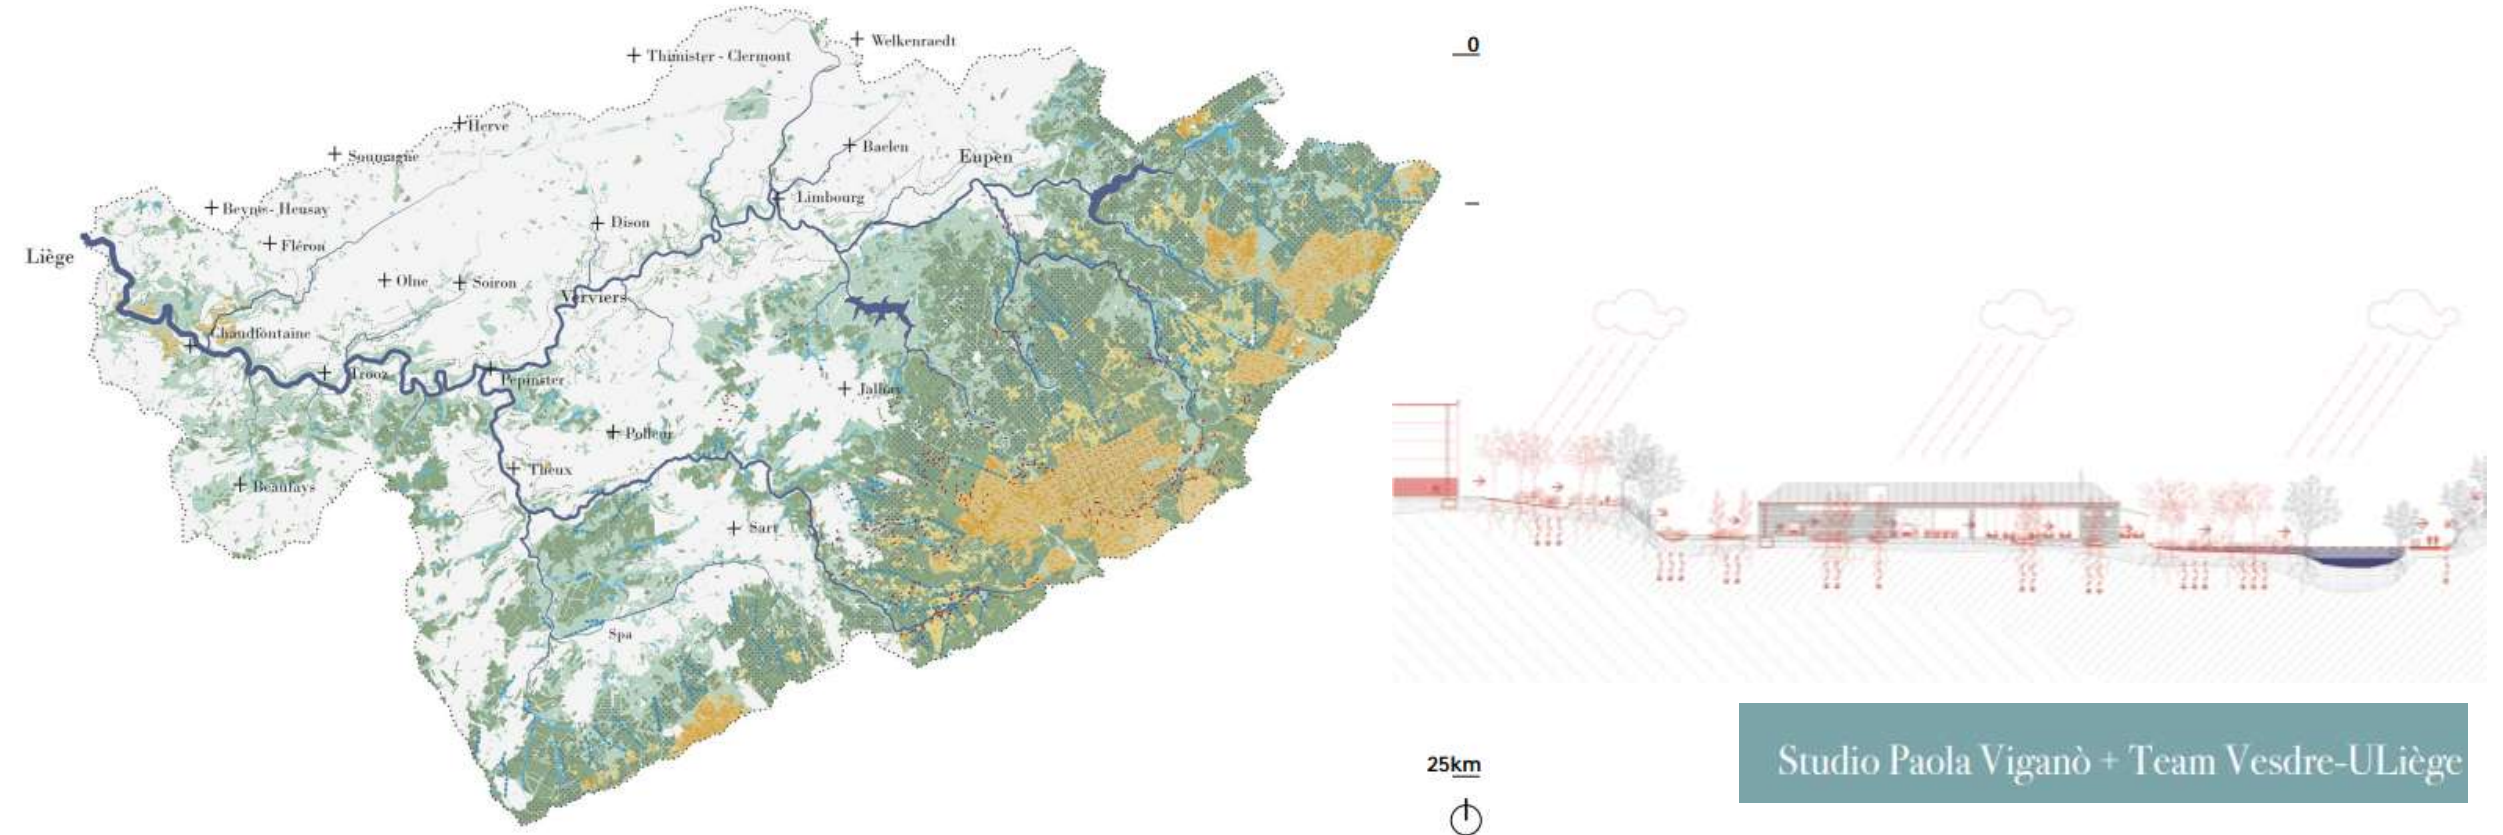 Welkenraedt
Thimister - Clermont
Herve
Soumagne
Baelen
Eupen
Limbourg
Beyne- Heusay
Dison
Fléron
Liège
Olne
Soiron
Verviers
Chaudfontaine
Trooz
Pepinster
Jalhay
Polleur
Theux
Beaufays
Sart
Spa
0
25km
Studio Paola Viganò + Team Vesdre-ULiège